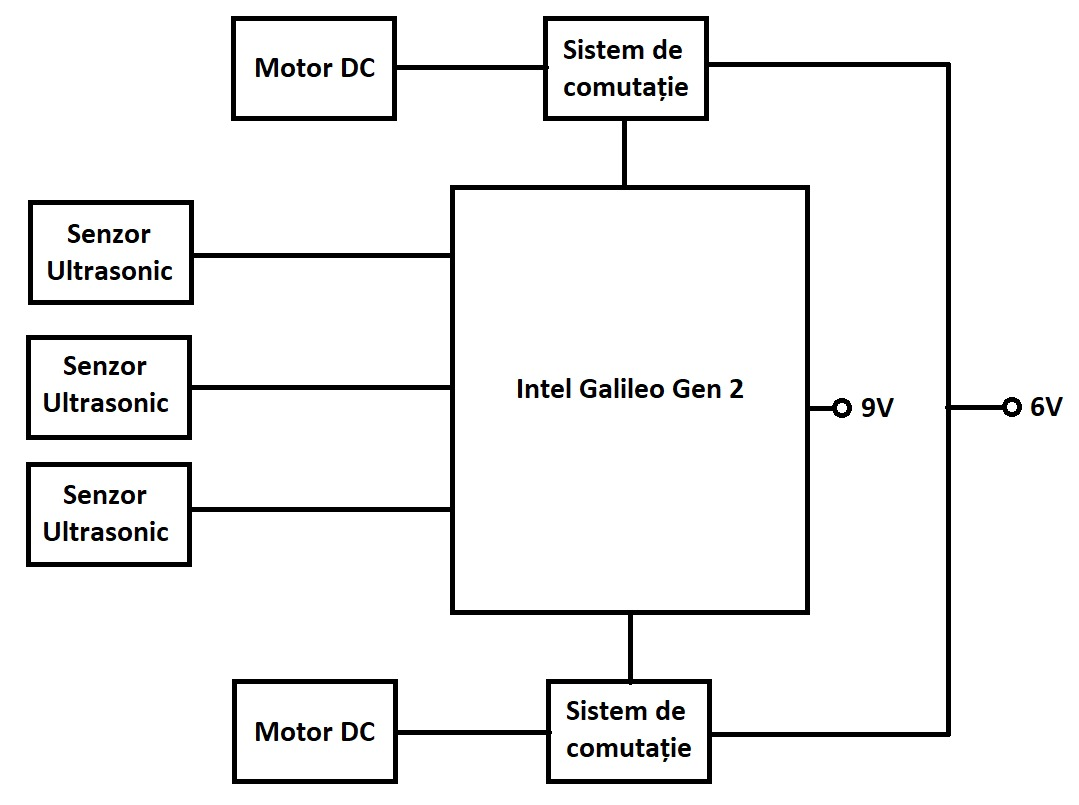 Motor DC
Sistem de
comutație
Senzor
Ultrasonic
Senzor
Ultrasonic
Senzor
Ultrasonic
Intel Galileo Gen 2
9V
6V
Motor DC
Sistem de
comutație